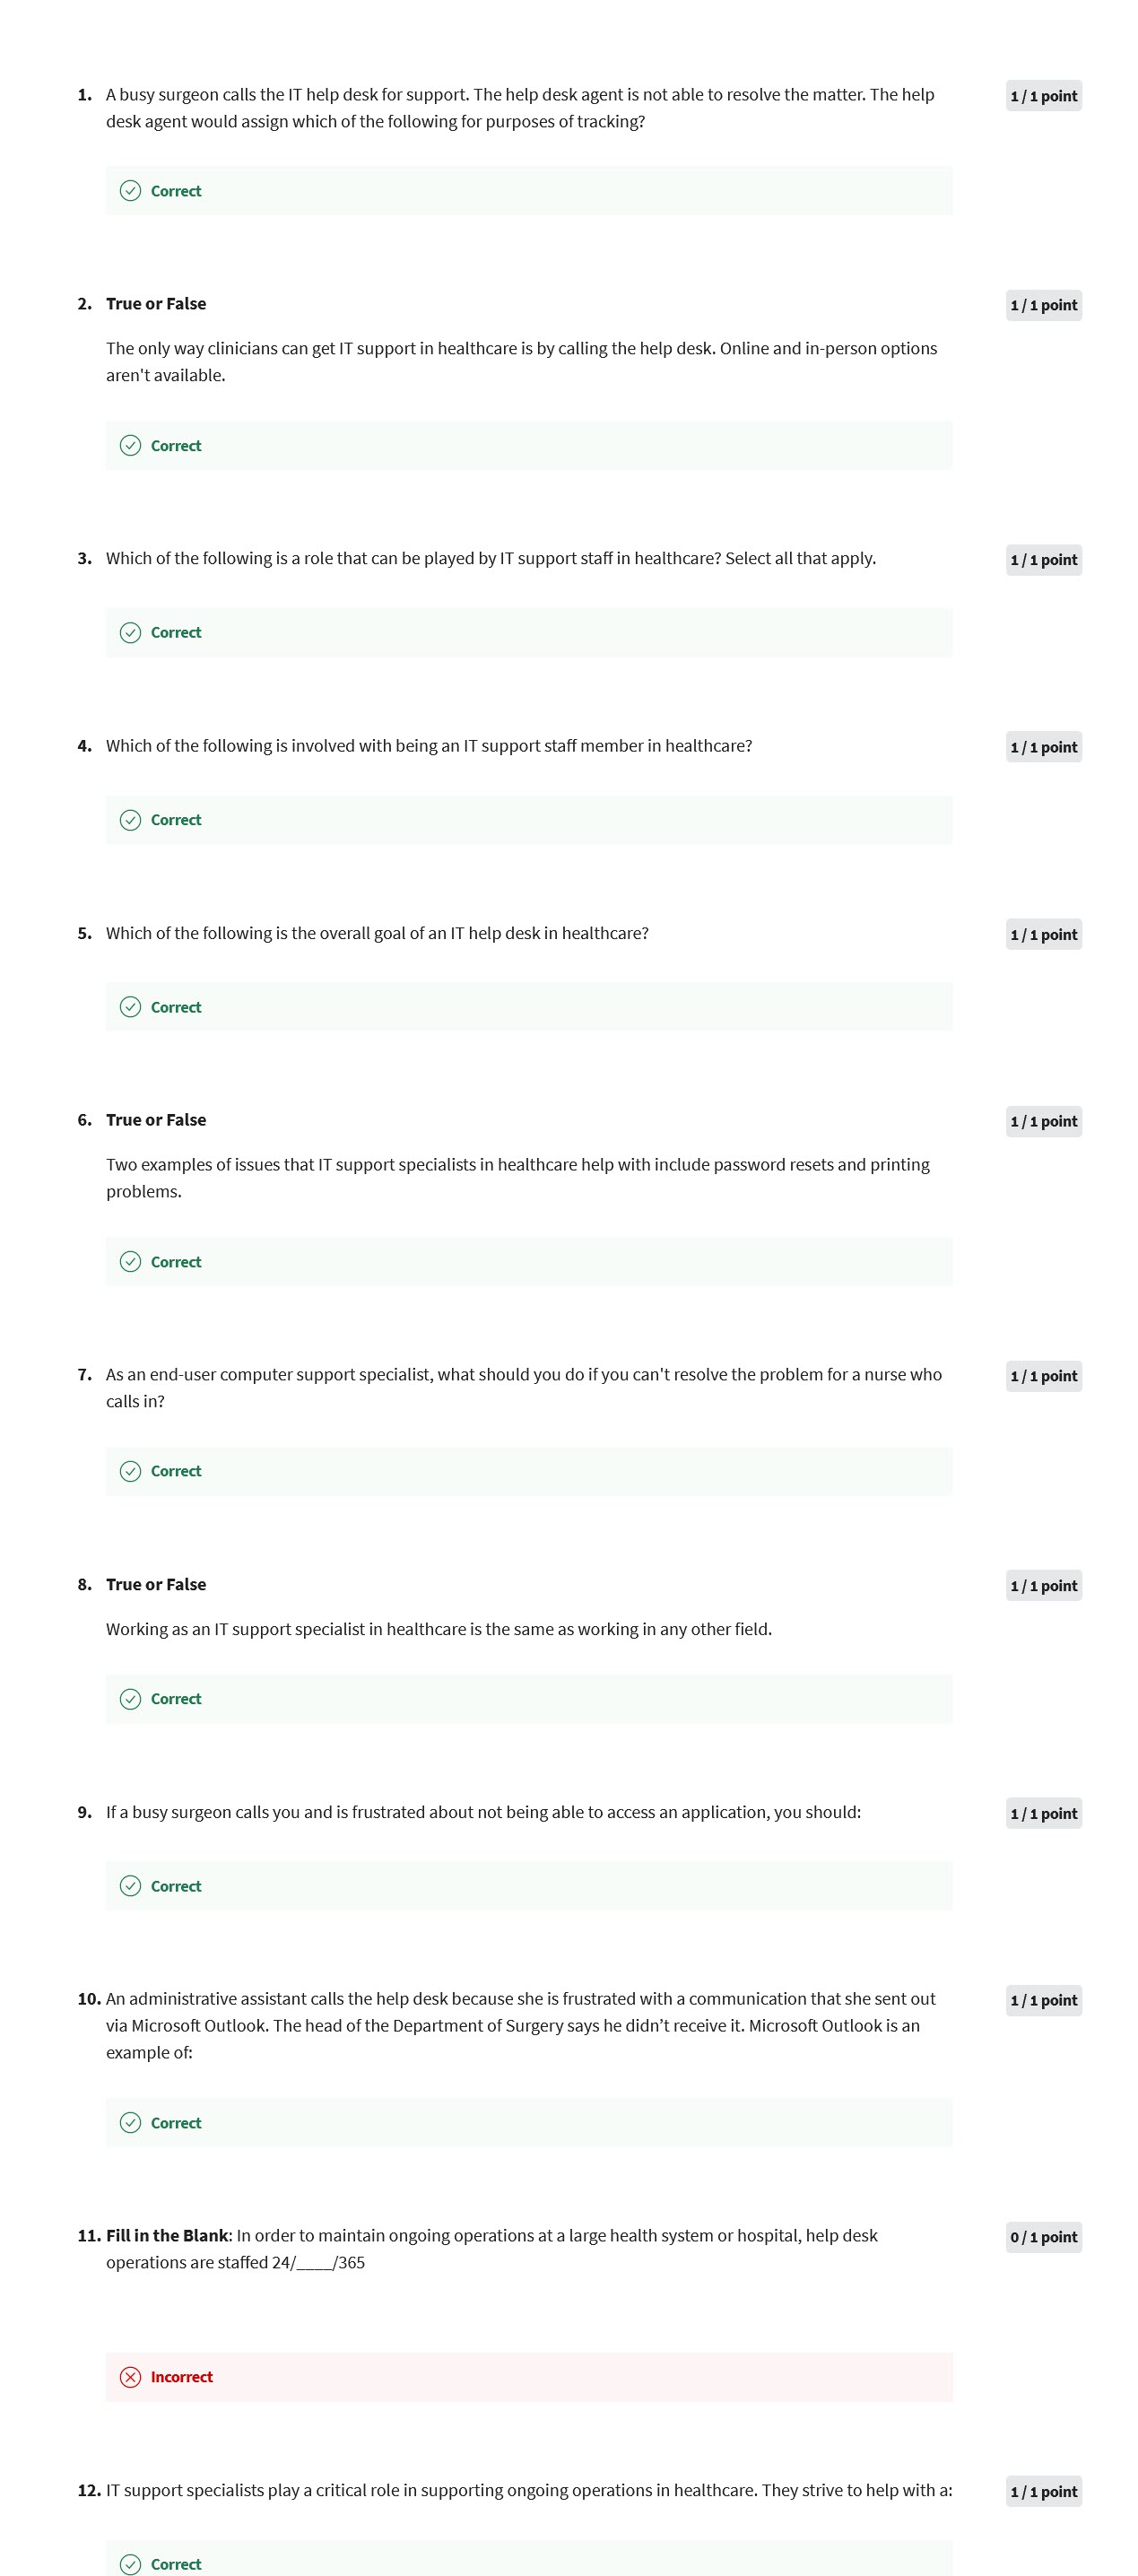 1. A busy surgeon calls the IT help desk for support. The help desk agent is not able to resolve the matter. The help
desk agent would assign which of the following for purposes of tracking?
1 / 1 point
Correct
2. True or False
1 / 1 point
The only way clinicians can get IT support in healthcare is by calling the help desk. Online and in-person options
aren't available.
Correct
3. Which of the following is a role that can be played by IT support staff in healthcare? Select all that apply.
1 / 1 point
Correct
4. Which of the following is involved with being an IT support staff member in healthcare?
1 / 1 point
Correct
5. Which of the following is the overall goal of an IT help desk in healthcare?
1 / 1 point
Correct
6. True or False
1 / 1 point
Two examples of issues that IT support specialists in healthcare help with include password resets and printing
problems.
Correct
7. As an end-user computer support specialist, what should you do if you can't resolve the problem for a nurse who
calls in?
1 / 1 point
Correct
8. True or False
1 / 1 point
Working as an IT support specialist in healthcare is the same as working in any other field.
Correct
9. If a busy surgeon calls you and is frustrated about not being able to access an application, you should:
1 / 1 point
Correct
10. An administrative assistant calls the help desk because she is frustrated with a communication that she sent out
via Microsoft Outlook. The head of the Department of Surgery says he didn’t receive it. Microsoft Outlook is an
example of:
1 / 1 point
Correct
11. Fill in the Blank: In order to maintain ongoing operations at a large health system or hospital, help desk
operations are staffed 24/____/365
0 / 1 point
Incorrect
12. IT support specialists play a critical role in supporting ongoing operations in healthcare. They strive to help with a:
1 / 1 point
Correct